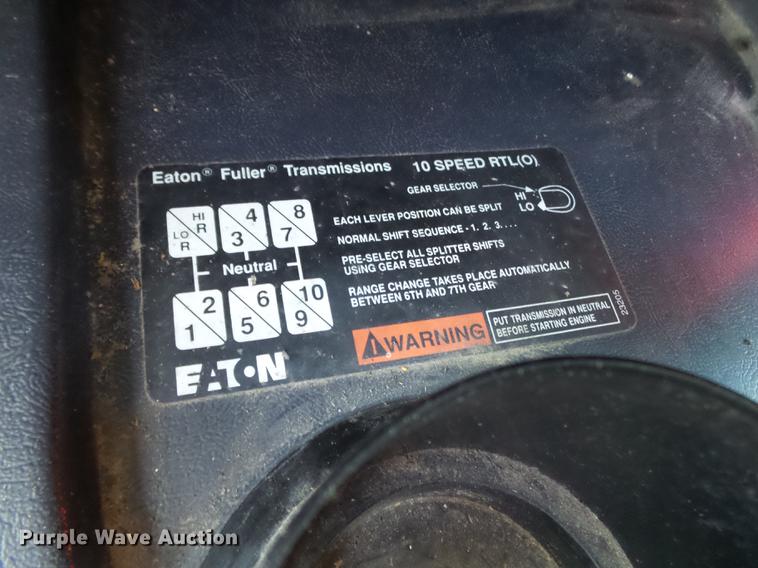 Eaton® Fuller® Transmissions 10 SPEED RTL(O)
GEAR SELECTOR
HI
LO
HI
R
LO
R
4
3
8
7
EACH LEVER POSITION CAN BE SPLIT
NORMAL SHIFT SEQUENCE - 1. 2. 3. . . .
Neutral
PRE-SELECT ALL SPLITTER SHIFTS
USING GEAR SELECTOR
RANGE CHANGE TAKES PLACE AUTOMATICALLY
BETWEEN 6TH AND 7TH GEAR
2
1
6
5
10
9
WARNING
PUT TRANSMISSION IN NEUTRAL
BEFORE STARTING ENGINE
23205
EATON
Purple Wave Auction